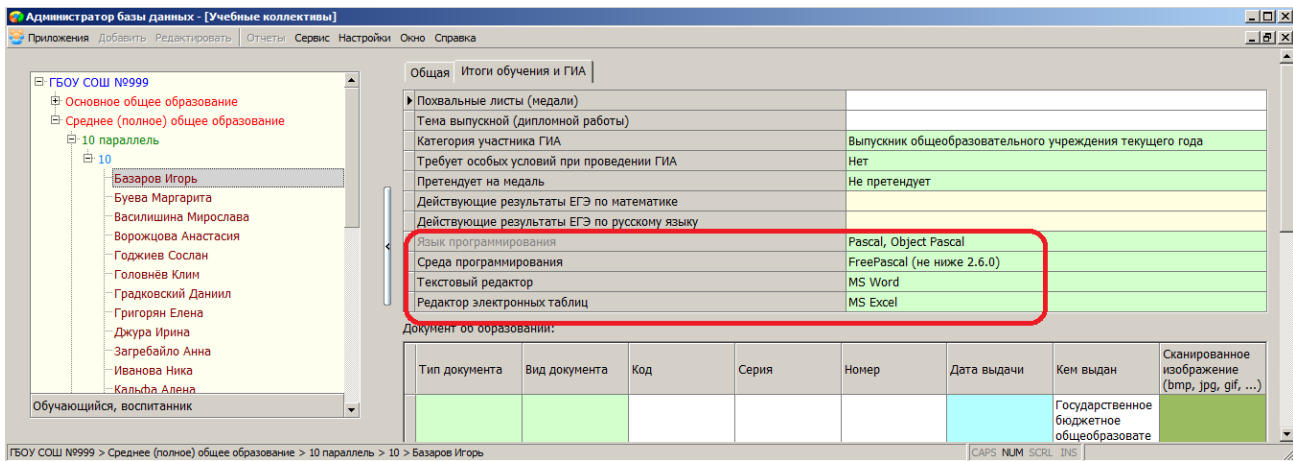 Администратор базы данных - [Учебные коллективы]
Приложения Добавить Редактировать Отчеты Сервис Настройки Окно Справка
ГБОУ СОШ №999
Основное общее образование
Среднее (полное) общее образование
10 параллель
10
Базаров Игорь
Буева Маргарита
Василишина Мирослава
Ворожцова Анастасия
Годжиев Сослан
Головнёв Клим
Градковский Даниил
Григорян Елена
Джура Ирина
Загребайло Анна
Иванова Ника
Кальфа Алена
Обучающийся, воспитанник
Общая Итоги обучения и ГИА
Похвальные листы (медали)
Тема выпускной (дипломной работы)
Категория участника ГИА Выпускник общеобразовательного учреждения текущего года
Требует особых условий при проведении ГИА Нет
Претендует на медаль Не претендует
Действующие результаты ЕГЭ по математике
Действующие результаты ЕГЭ по русскому языку
Язык программирования Pascal, Object Pascal
Среда программирования FreePascal (не ниже 2.6.0)
Текстовый редактор MS Word
Редактор электронных таблиц MS Excel
Документ об образовании:
Тип документа Вид документа Код Серия Номер Дата выдачи Кем выдан Сканированное
изображение
(bmp, jpg, gif, ...)
Государственное
бюджетное
общеобразовате
ГБОУ СОШ №999 > Среднее (полное) общее образование > 10 параллель > 10 > Базаров Игорь CAPS NUM SCRL INS